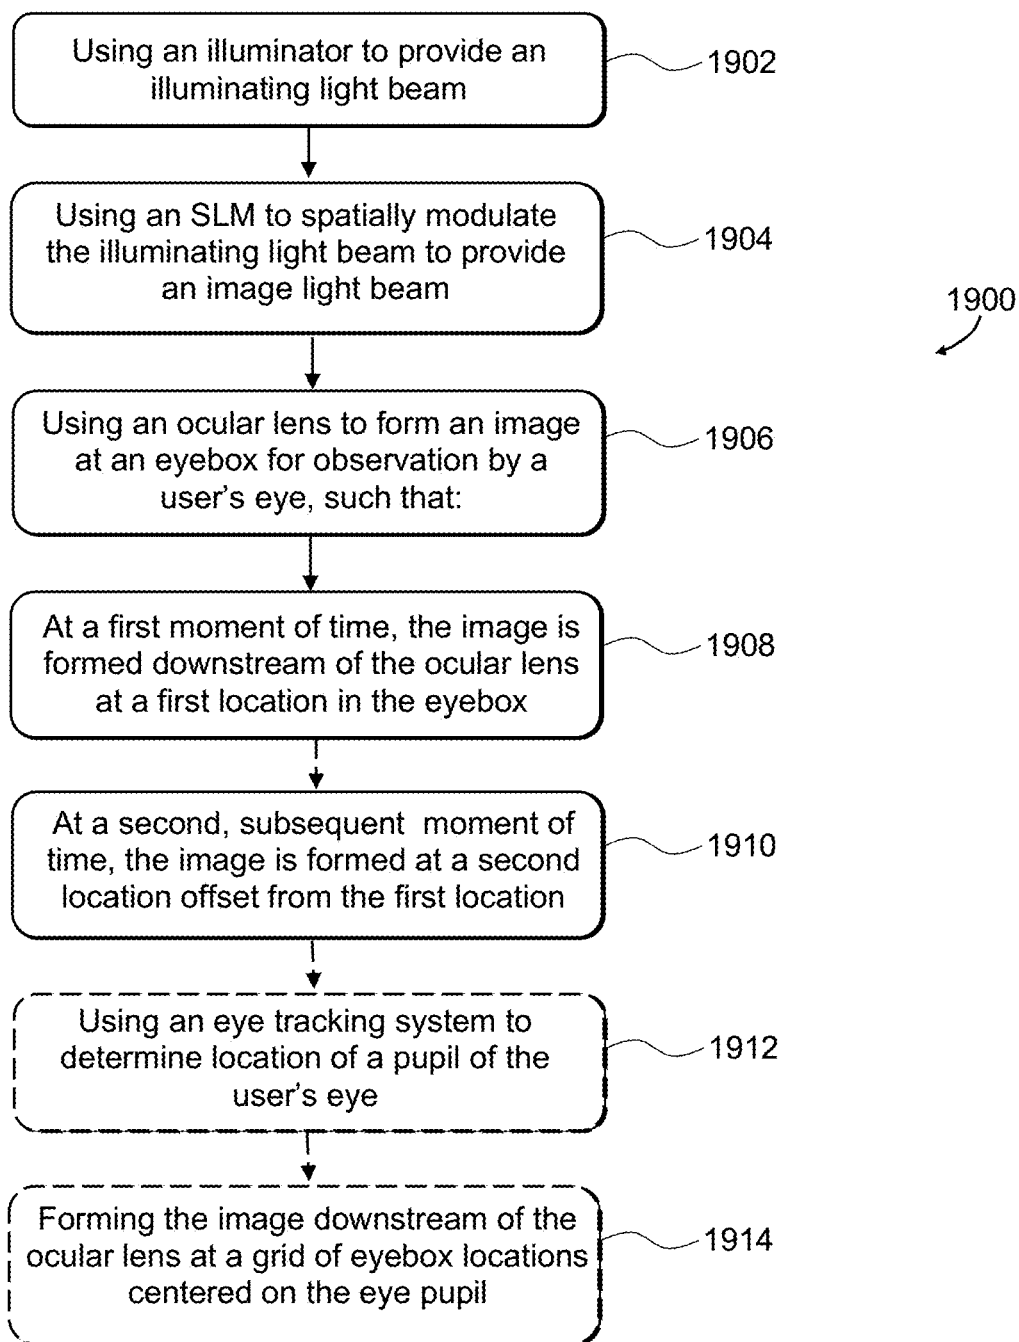 Using an illuminator to provide an
illuminating light beam
1902
Using an SLM to spatially modulate
the illuminating light beam to provide
an image light beam
1904
1900
Using an ocular lens to form an image
at an eyebox for observation by a
user's eye, such that:
1906
At a first moment of time, the image is
formed downstream of the ocular lens
at a first location in the eyebox
1908
At a second, subsequent moment of
time, the image is formed at a second
location offset from the first location
1910
Using an eye tracking system to
determine location of a pupil of the
user's eye
1912
Forming the image downstream of the
ocular lens at a grid of eyebox locations
centered on the eye pupil
1914